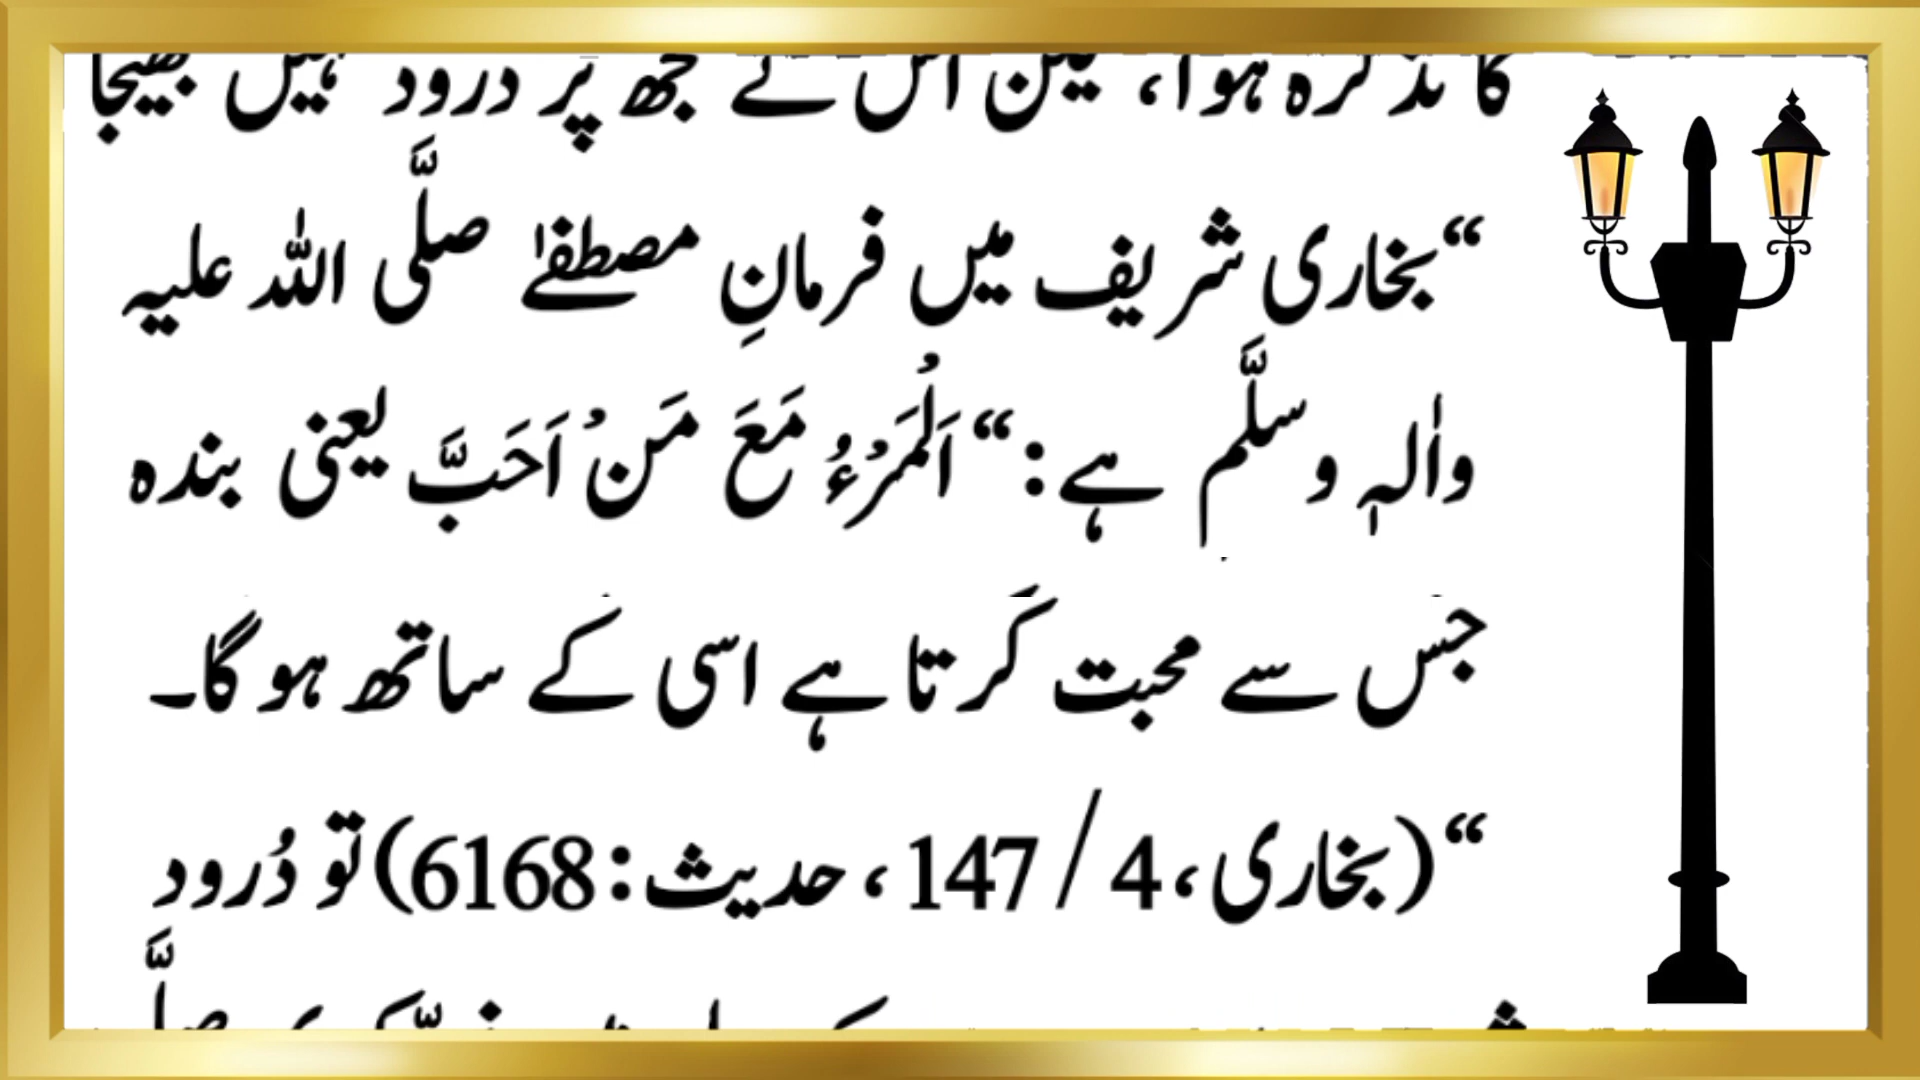 کا تذکرہ ہوا، لیکن اس نے مجھ پر درود نہیں بھیجا
“بخاری شریف میں فرمانِ مصطفےٰ صلَّی اللہ علیہ
واٰلہٖ وسلَّم ہے: “اَلْمَرْءُ مَعَ مَنْ اَحَبَّ یعنی بندہ
جس سے محبت کرتا ہے اسی کے ساتھ ہو گا۔
“(بخاری، 4 / 147 ، حدیث: 6168) تو دُرود